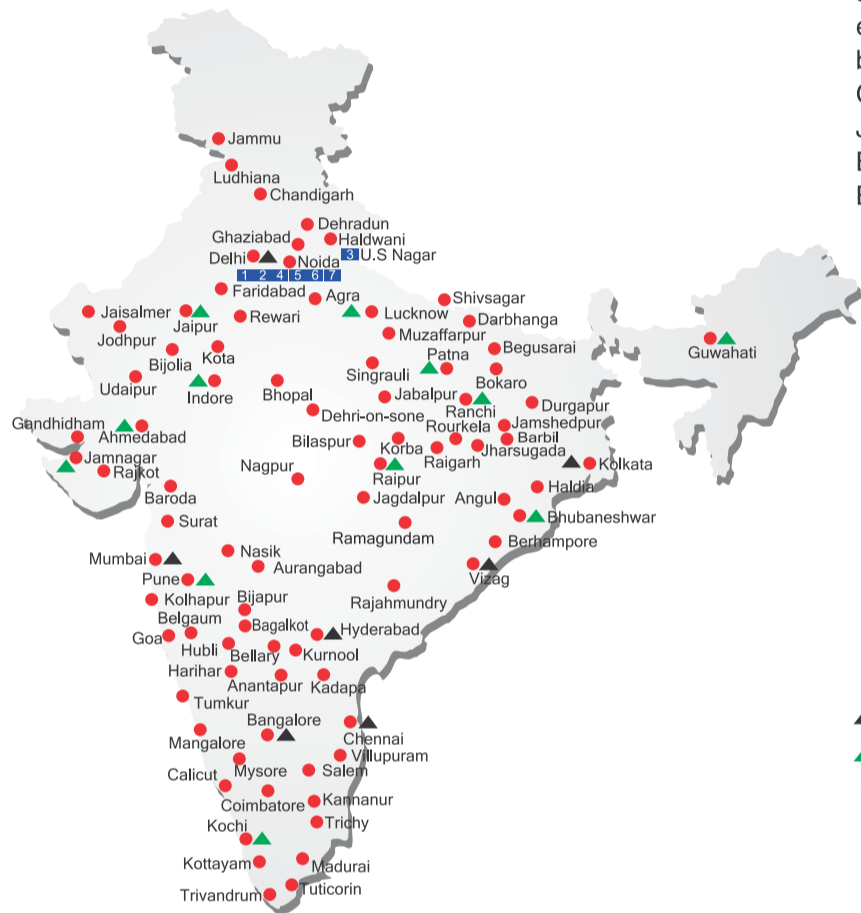 e
b
Jammu
Ludhiana
Chandigarh
Dehradun
Ghaziabad
Haldwani
Delhi
3 U.S Nagar
Noida
1 2 4 5 6 7
Faridabad
Agra
Shivsagar
Jaisalmer
Jaipur
Rewari
Lucknow
Darbhanga
Jodhpur
Muzaffarpur
Guwahati
Bijolia
Kota
Patna
Begusarai
Singrauli
Bokaro
Udaipur
Indore
Bhopal
Jabalpur
Ranchi
Durgapur
Dehri-on-sone
Gandhidham
Ahmedabad
Rourkela
Jamshedpur
Bilaspur
Korba
Barbil
Raigarh
Jharsugada
Jamnagar
Kolkata
Rajkot
Nagpur
Raipur
Baroda
Jagdalpur
Angul
Haldia
Surat
Bhubaneshwar
Ramagundam
Berhampore
Nasik
Mumbai
Aurangabad
Vizag
Pune
Rajahmundry
Kolhapur
Bijapur
Belgaum
Bagalkot
Hyderabad
Goa
Hubli
Bellary
Kurnool
Harihar
Anantapur
Kadapa
Tumkur
Bangalore
Chennai
Mangalore
Villupuram
Mysore
Salem
Calicut
Coimbatore
Kannanur
Kochi
Trichy
Kottayam
Madurai
Tuticorin
Trivandrum